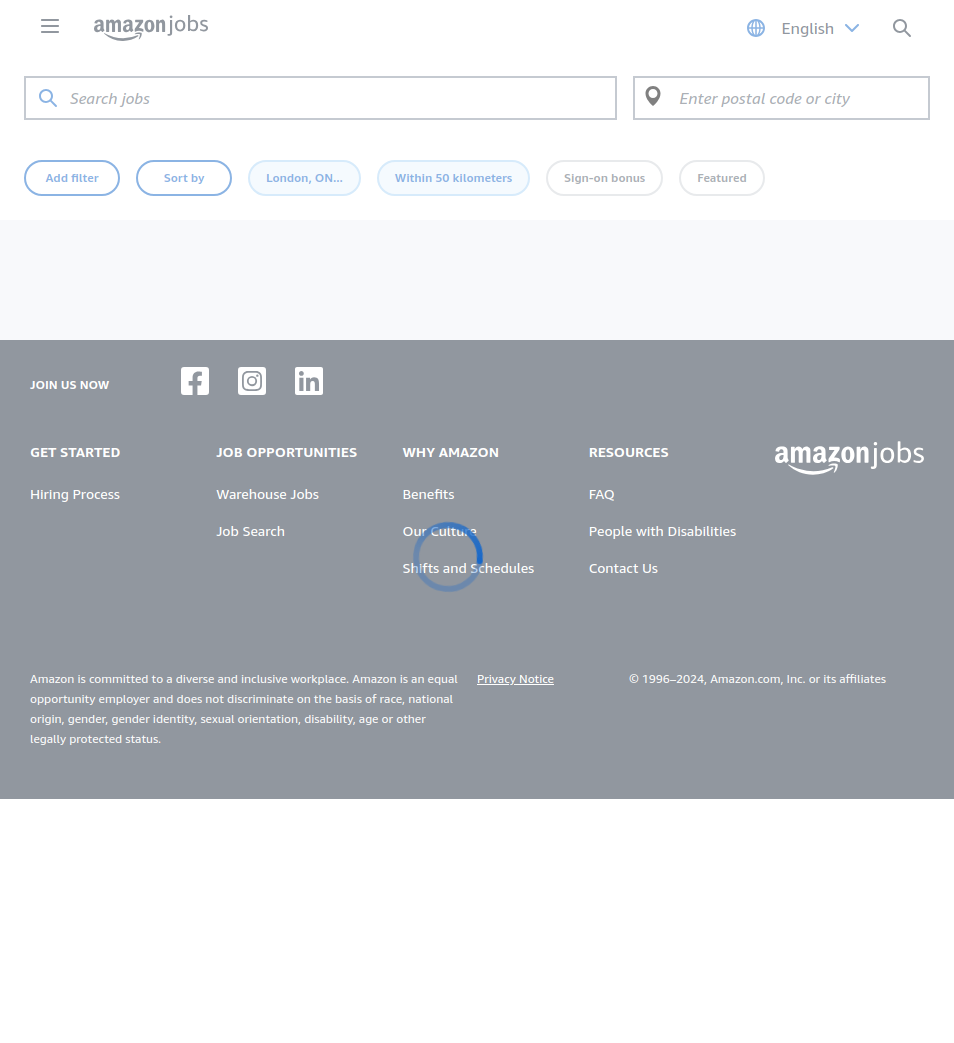 amazon jobs
English
Search jobs
Enter postal code or city
Add filter
Sort by
London, ON...
Within 50 kilometers
Sign-on bonus
Featured
JOIN US NOW
GET STARTED
Hiring Process
JOB OPPORTUNITIES
Warehouse Jobs
Job Search
WHY AMAZON
Benefits
Our Culture
Shifts and Schedules
RESOURCES
FAQ
People with Disabilities
Contact Us
amazon jobs
Amazon is committed to a diverse and inclusive workplace. Amazon is an equal
opportunity employer and does not discriminate on the basis of race, national
origin, gender, gender identity, sexual orientation, disability, age or other
legally protected status.
Privacy Notice
© 1996–2024, Amazon.com, Inc. or its affiliates